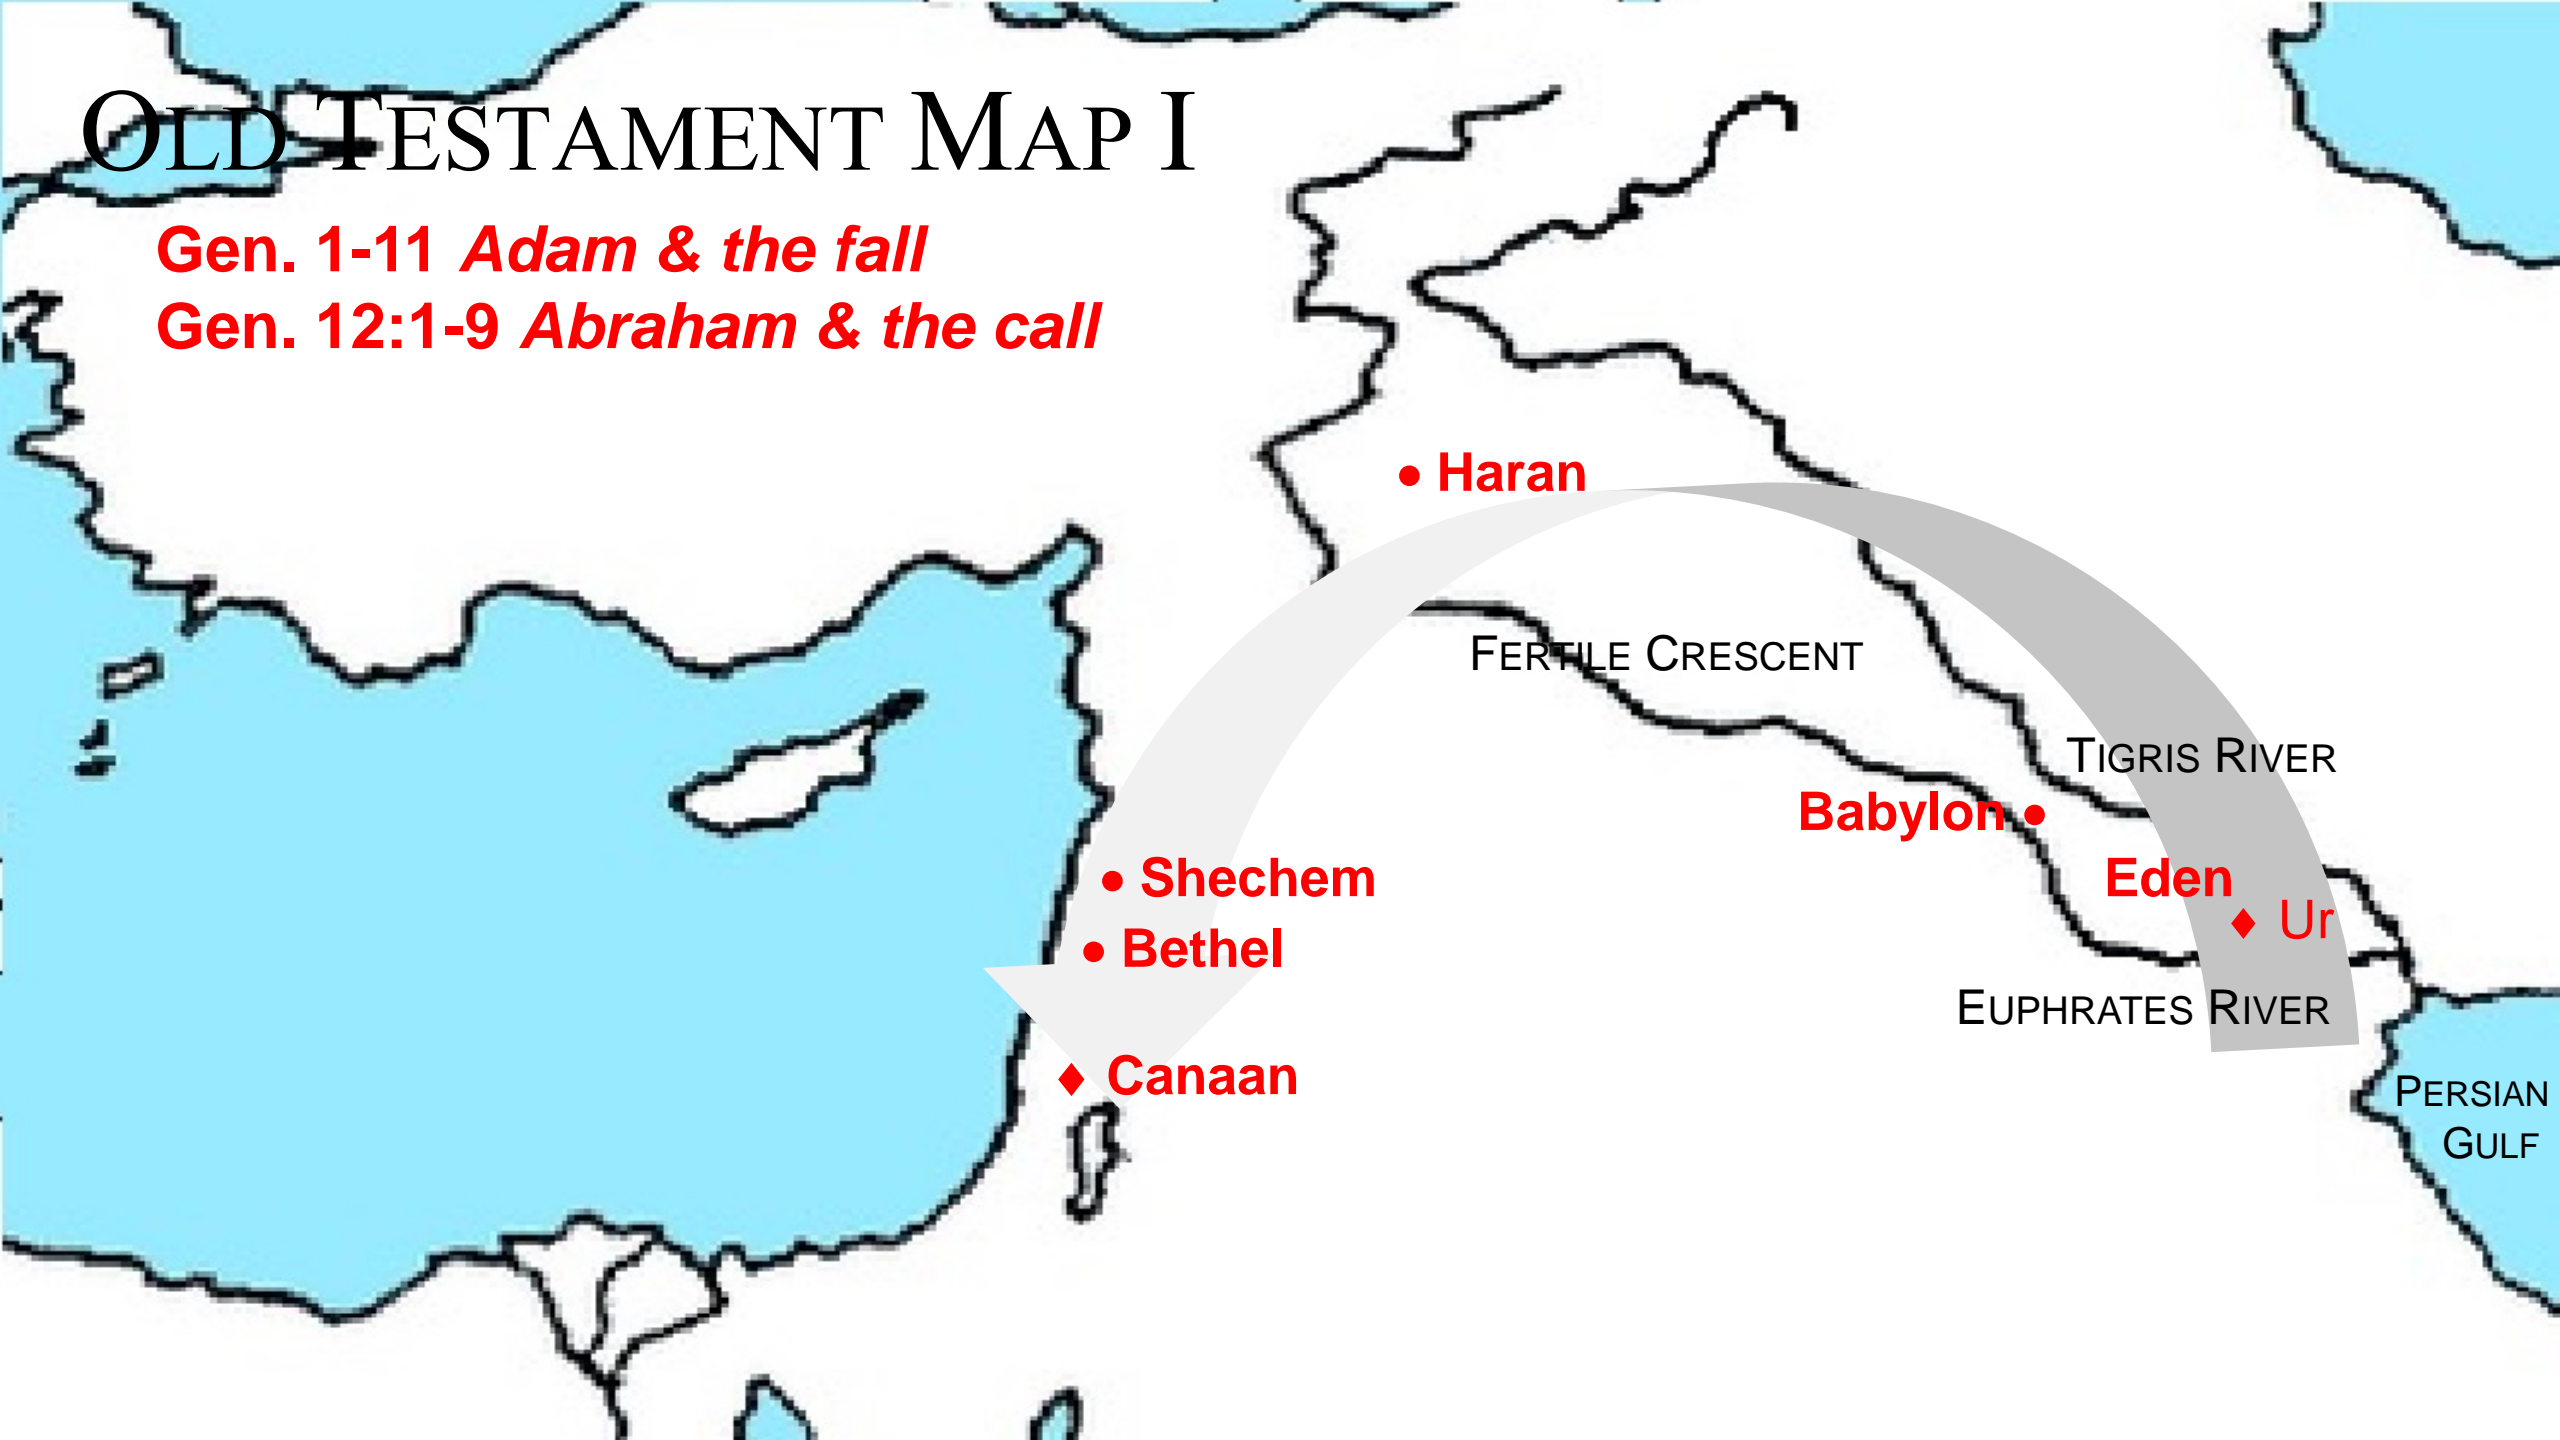 OLD TESTAMENT MAP I
Gen. 1-11 Adam & the fall
Gen. 12:1-9 Abraham & the call
• Haran
FERTILE CRESCENT
TIGRIS RIVER
Babylon •
• Shechem
Eden
♦ Ur
• Bethel
EUPHRATES RIVER
♦ Canaan
PERSIAN
GULF